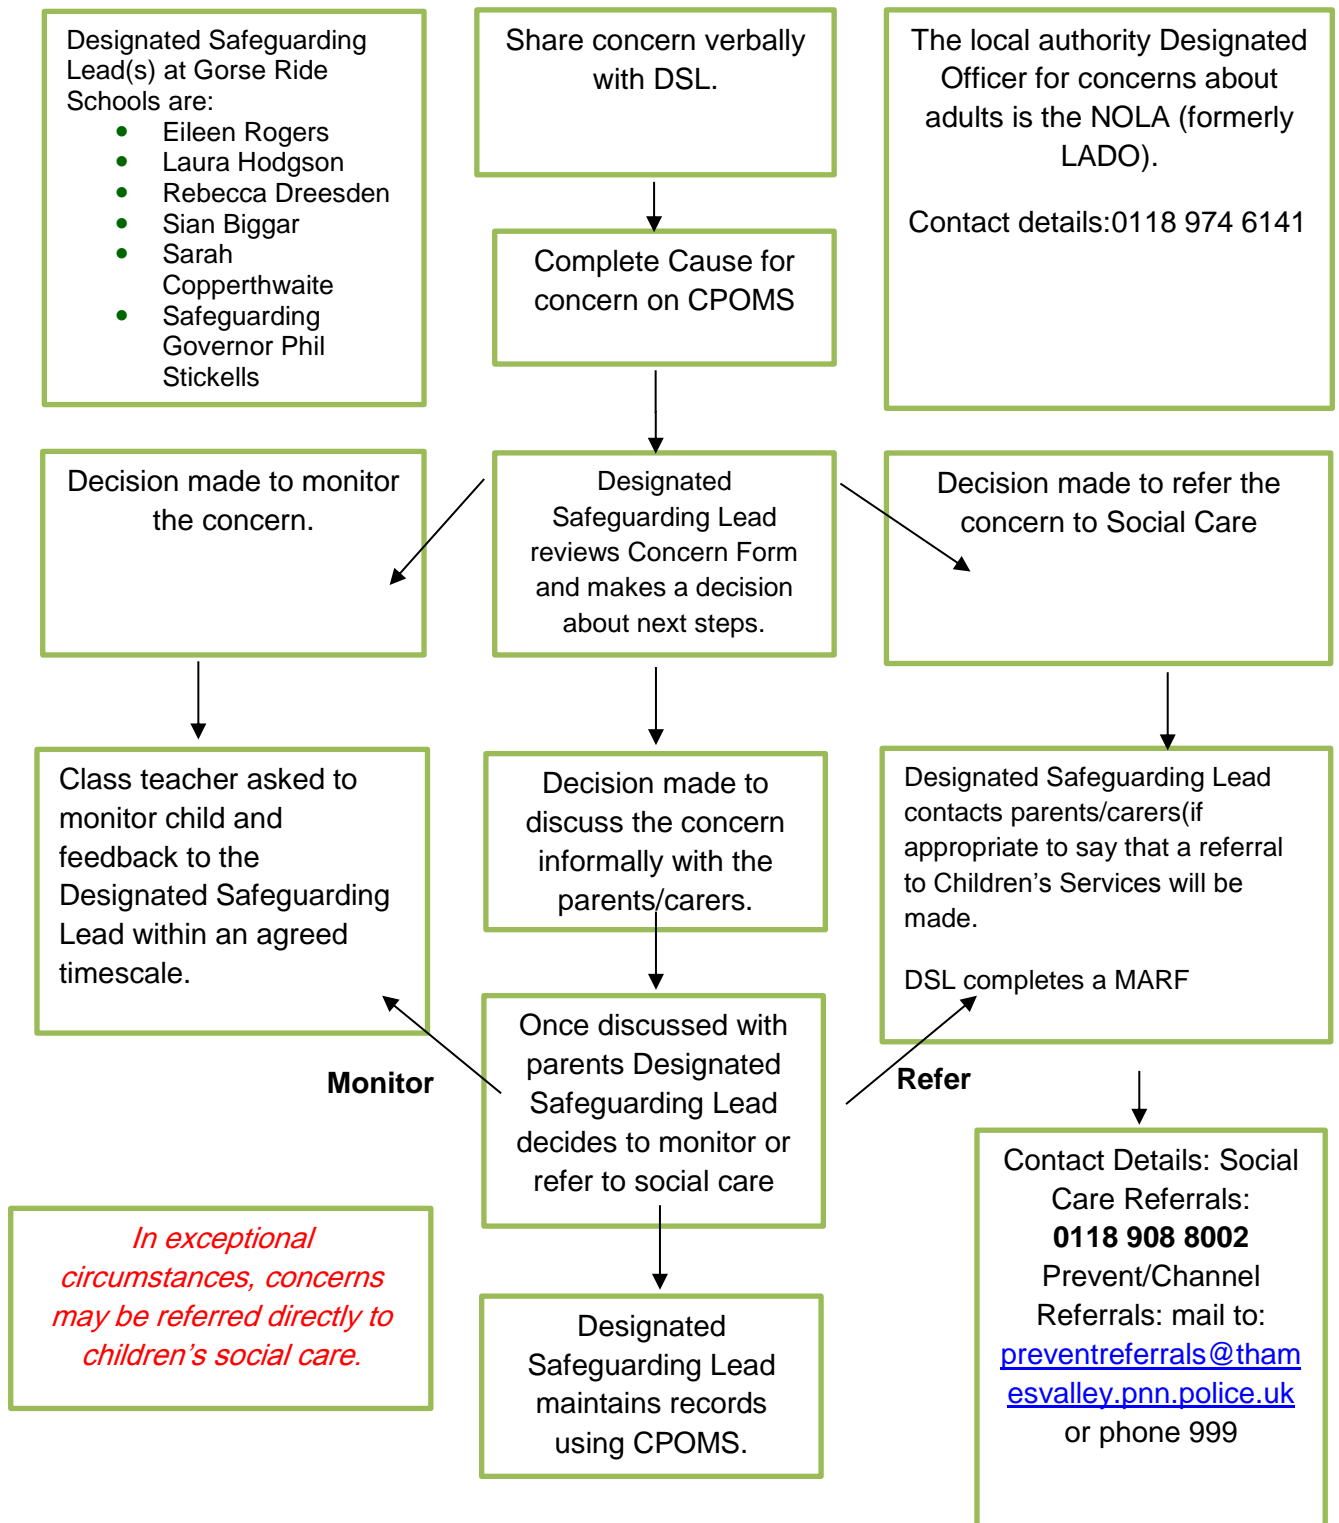 Designated Safeguarding
Lead(s) at Gorse Ride
Schools are:
• Eileen Rogers
• Laura Hodgson
• Rebecca Dreesden
• Sian Biggar
• Sarah
Copperthwaite
• Safeguarding
Governor Phil
Stickells
Share concern verbally
with DSL.
The local authority Designated
Officer for concerns about
adults is the NOLA (formerly
LADO).
Contact details:0118 974 6141
Complete Cause for
concern on CPOMS
Decision made to monitor
the concern.
Designated
Safeguarding Lead
reviews Concern Form
and makes a decision
about next steps.
Decision made to refer the
concern to Social Care
Class teacher asked to
monitor child and
feedback to the
Designated Safeguarding
Lead within an agreed
timescale.
Decision made to
discuss the concern
informally with the
parents/carers.
Designated Safeguarding Lead
contacts parents/carers(if
appropriate to say that a referral
to Children’s Services will be
made.
DSL completes a MARF
Monitor
Once discussed with
parents Designated
Safeguarding Lead
decides to monitor or
refer to social care
Refer
In exceptional
circumstances, concerns
may be referred directly to
children’s social care.
Designated
Safeguarding Lead
maintains records
using CPOMS.
Contact Details: Social
Care Referrals:
0118 908 8002
Prevent/Channel
Referrals: mail to:
preventreferrals@tham
esvalley.pnn.police.uk
or phone 999